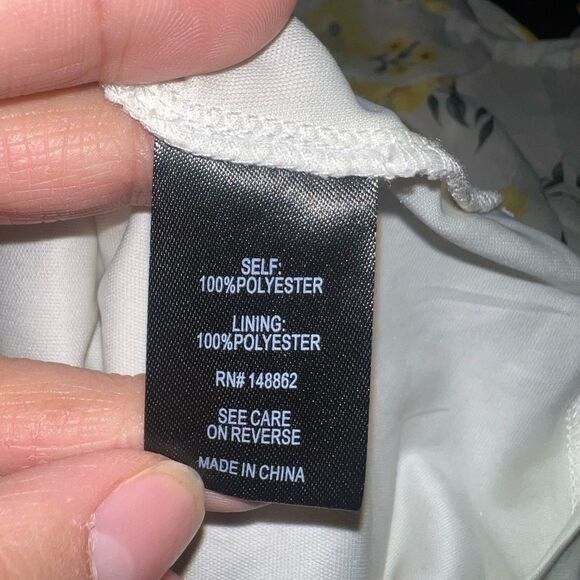 SELF:
100%POLYESTER
LINING:
100%POLYESTER
RN# 148862
SEE CARE
ON REVERSE
MADE IN CHINA